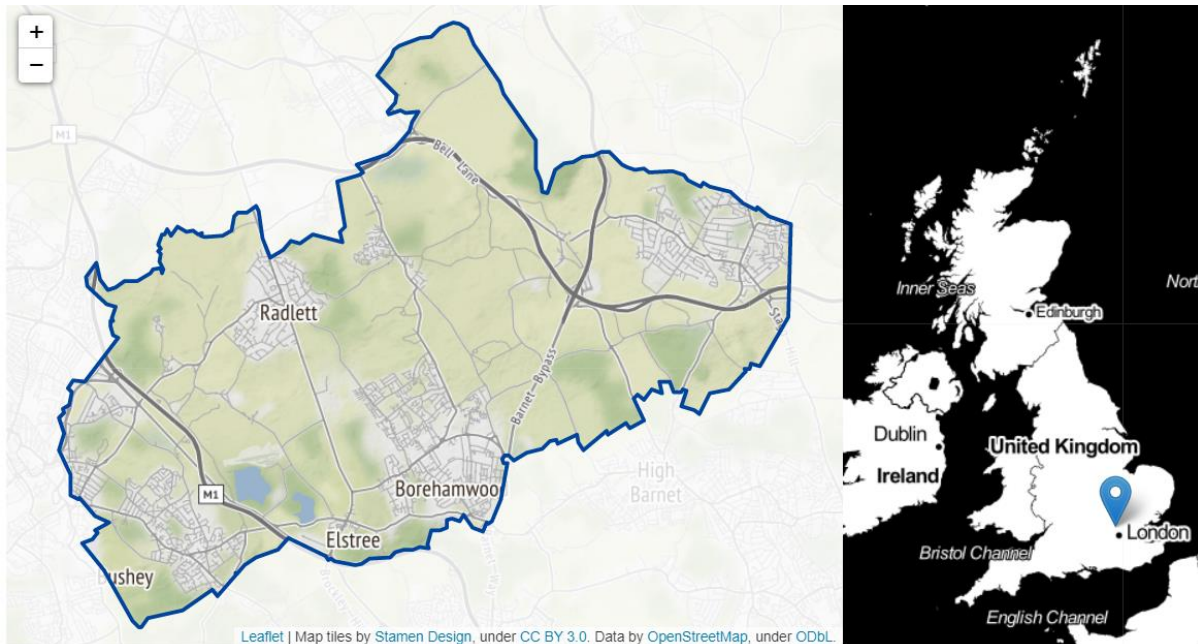 +
−
M1
Bell Lane
Radlett
Barnet Bypass
High
Barnet
M1
Borehamwood
Elstree
Bushey
Leaflet | Map tiles by Stamen Design, under CC BY 3.0. Data by OpenStreetMap, under ODbL.
Inner Seas
Nort
Edinburgh
Dublin
United Kingdom
Ireland
London
Bristol Channel
English Channel